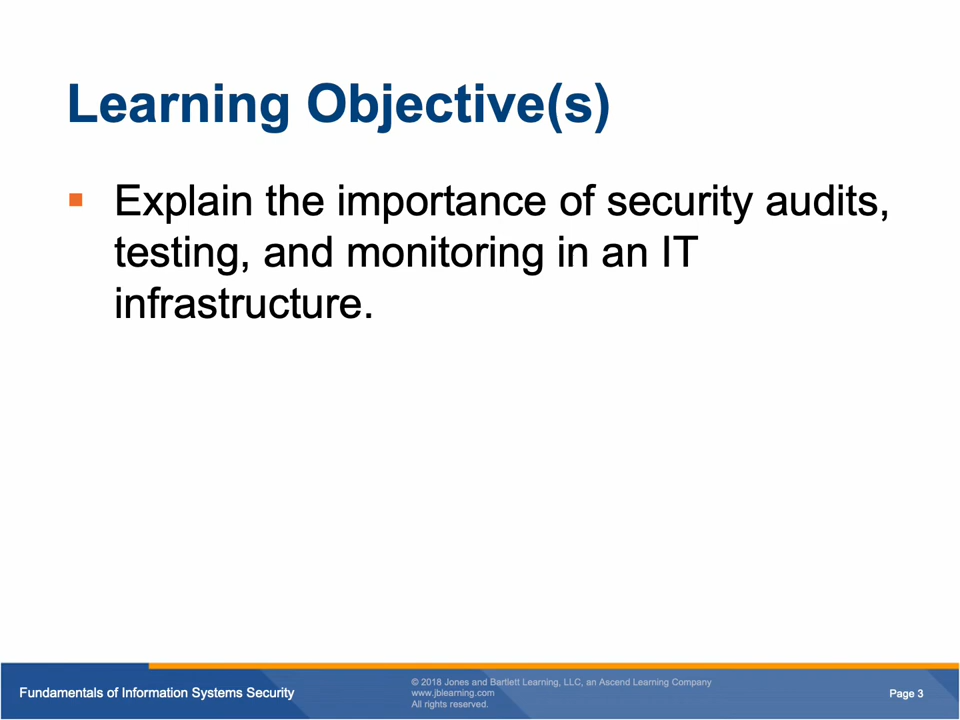 Learning Objective(s)
▪ Explain the importance of security audits,
testing, and monitoring in an IT
infrastructure.
Fundamentals of Information Systems Security
© 2018 Jones and Bartlett Learning, LLC, an Ascend Learning Company
www.jblearning.com
All rights reserved.
Page 3